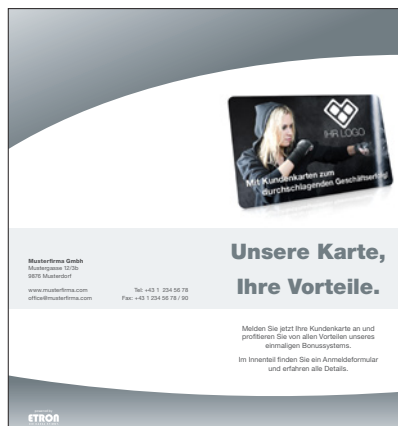 IHR LOGO
Mit Kundenkarten zum
durchschlagenden Geschäftserfolg!
Unsere Karte,
Ihre Vorteile.
Musterfirma Gmbh
Mustergasse 12/3b
9876 Musterdorf
www.musterfirma.com
office@musterfirma.com
Tel: +43 1 234 56 78
Fax: +43 1 234 56 78 / 90
Melden Sie jetzt Ihre Kundenkarte an und
profitieren Sie von allen Vorteilen unseres
einmaligen Bonussystems.
Im Innenteil finden Sie ein Anmeldeformular
und erfahren alle Details.
ETRON